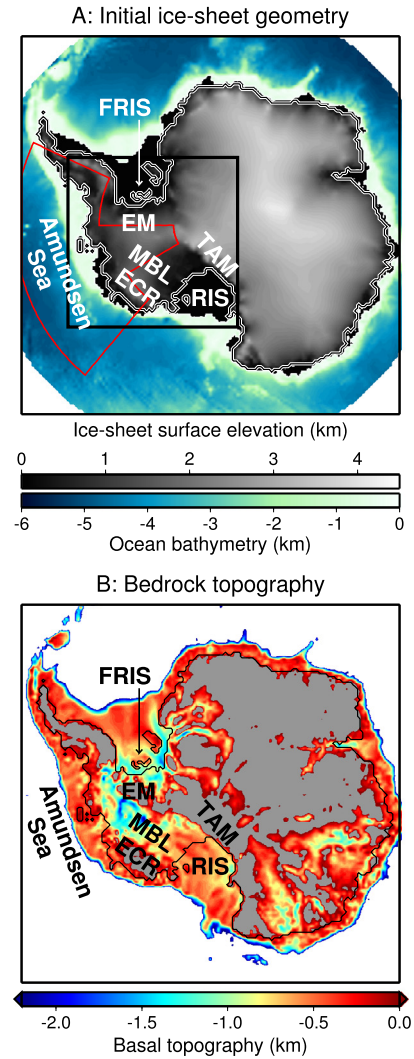 A: Initial ice-sheet geometry
FRIS
EM
TAM
MBL
ECR
RIS
Amundsen
Sea
Ice-sheet surface elevation (km)
0 1 2 3 4
-6 -5 -4 -3 -2 -1 0
Ocean bathymetry (km)
B: Bedrock topography
FRIS
EM
TAM
MBL
ECR
RIS
Amundsen
Sea
-2.0 -1.5 -1.0 -0.5 0.0
Basal topography (km)